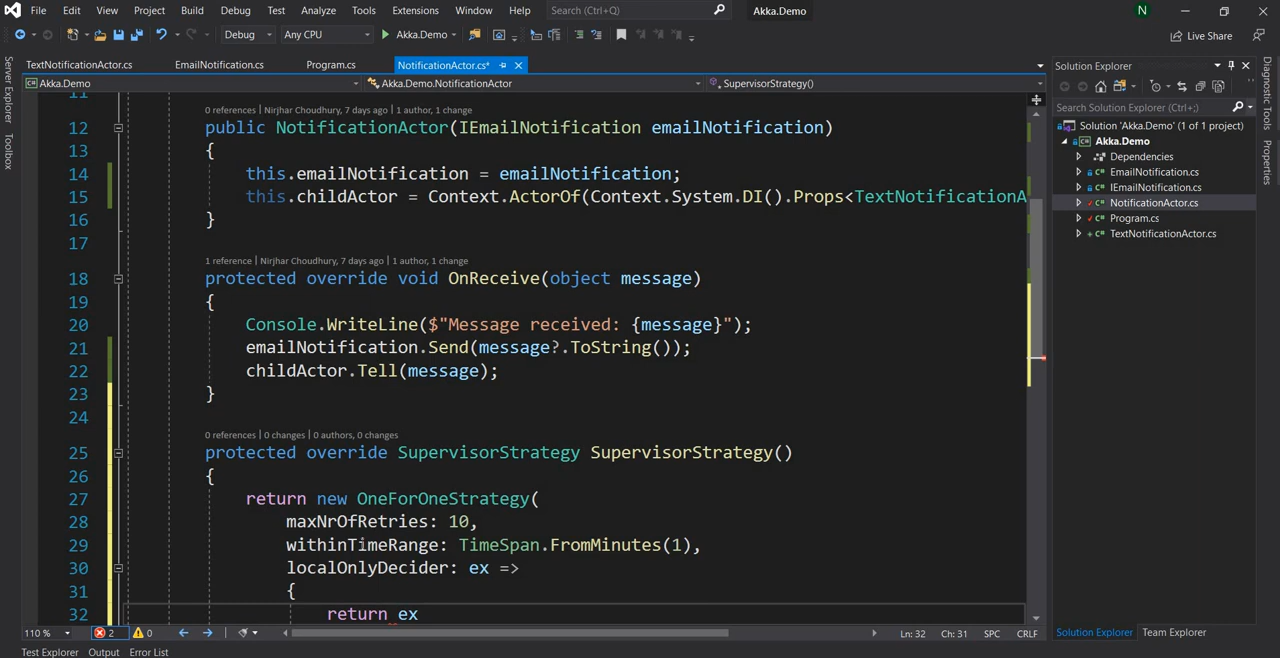 File Edit View Project Build Debug Test Analyze Tools Extensions Window Help Search (Ctrl+Q) Akka.Demo N
Debug Any CPU Akka.Demo Live Share
TextNotificationActor.cs EmailNotification.cs Program.cs NotificationActor.cs*
Akka.Demo Akka.Demo.NotificationActor SupervisorStrategy()
Server Explorer
Toolbox
11
0 references | Nirjhar Choudhury, 7 days ago | 1 author, 1 change
12 public NotificationActor(IEmailNotification emailNotification)
13 {
14 this.emailNotification = emailNotification;
15 this.childActor = Context.ActorOf(Context.System.DI().Props<TextNotificationA
16 }
17
1 reference | Nirjhar Choudhury, 7 days ago | 1 author, 1 change
18 protected override void OnReceive(object message)
19 {
20 Console.WriteLine($"Message received: {message}");
21 emailNotification.Send(message?.ToString());
22 childActor.Tell(message);
23 }
24
0 references | 0 changes | 0 authors, 0 changes
25 protected override SupervisorStrategy SupervisorStrategy()
26 {
27 return new OneForOneStrategy(
28 maxNrOfRetries: 10,
29 withinTimeRange: TimeSpan.FromMinutes(1),
30 localOnlyDecider: ex =>
31 {
32 return ex
110 % 2 0 Ln: 32 Ch: 31 SPC CRLF
Test Explorer Output Error List
Solution Explorer
Search Solution Explorer (Ctrl+;)
Solution 'Akka.Demo' (1 of 1 project)
Akka.Demo
Dependencies
EmailNotification.cs
IEmailNotification.cs
NotificationActor.cs
Program.cs
TextNotificationActor.cs
Solution Explorer Team Explorer
Diagnostic Tools
Properties